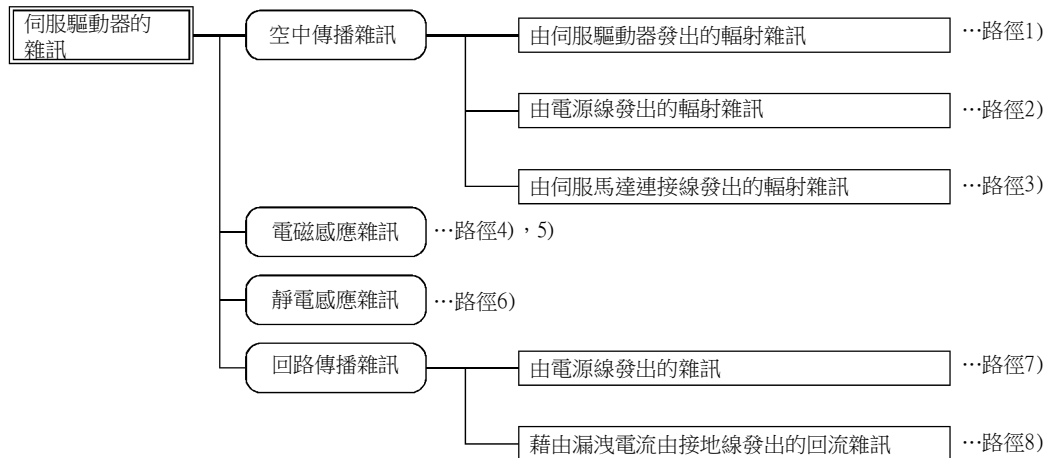 伺服驅動器的
雜訊
空中傳播雜訊
由伺服驅動器發出的輻射雜訊
…路徑1)
由電源線發出的輻射雜訊
…路徑2)
由伺服馬達連接線發出的輻射雜訊
…路徑3)
電磁感應雜訊
…路徑4)，5)
靜電感應雜訊
…路徑6)
回路傳播雜訊
由電源線發出的雜訊
…路徑7)
藉由漏洩電流由接地線發出的回流雜訊
…路徑8)